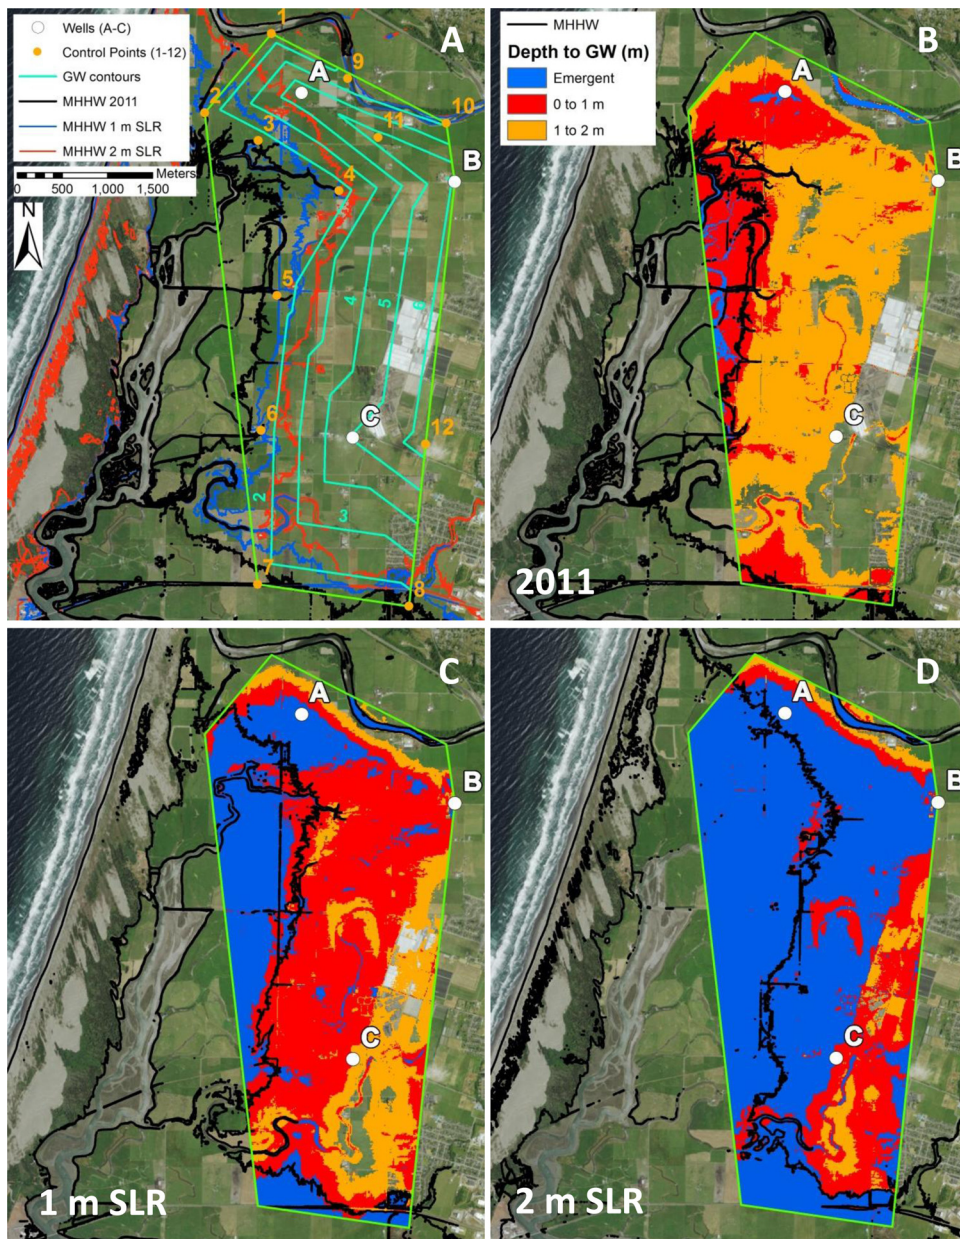 Wells (A-C)
Control Points (1-12)
GW contours
MHHW 2011
MHHW 1 m SLR
MHHW 2 m SLR
Meters
0 500 1,000 1,500
N
A
1
A
9
2
10
11
3
B
4
5
4
5
6
C
6
12
2
3
7
8
MHHW
Depth to GW (m)
Emergent
0 to 1 m
1 to 2 m
B
A
B
C
2011
C
A
B
C
1 m SLR
D
A
B
C
2 m SLR